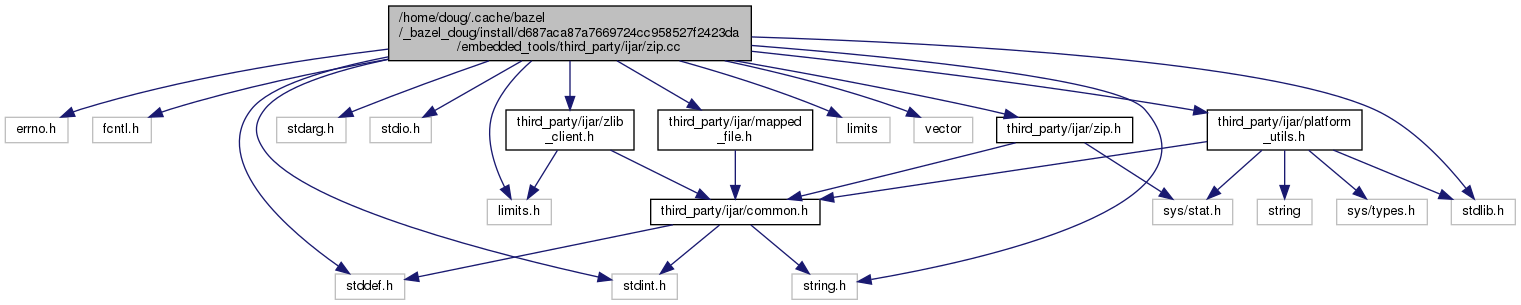 /home/doug/.cache/bazel
/_bazel_doug/install/d687aca87a7669724cc958527f2423da
/embedded_tools/third_party/ijar/zip.cc
errno.h
fcntl.h
stdarg.h
stdio.h
third_party/ijar/zlib
_client.h
third_party/ijar/mapped
_file.h
limits
vector
third_party/ijar/zip.h
third_party/ijar/platform
_utils.h
limits.h
third_party/ijar/common.h
sys/stat.h
string
sys/types.h
stdlib.h
stddef.h
stdint.h
string.h